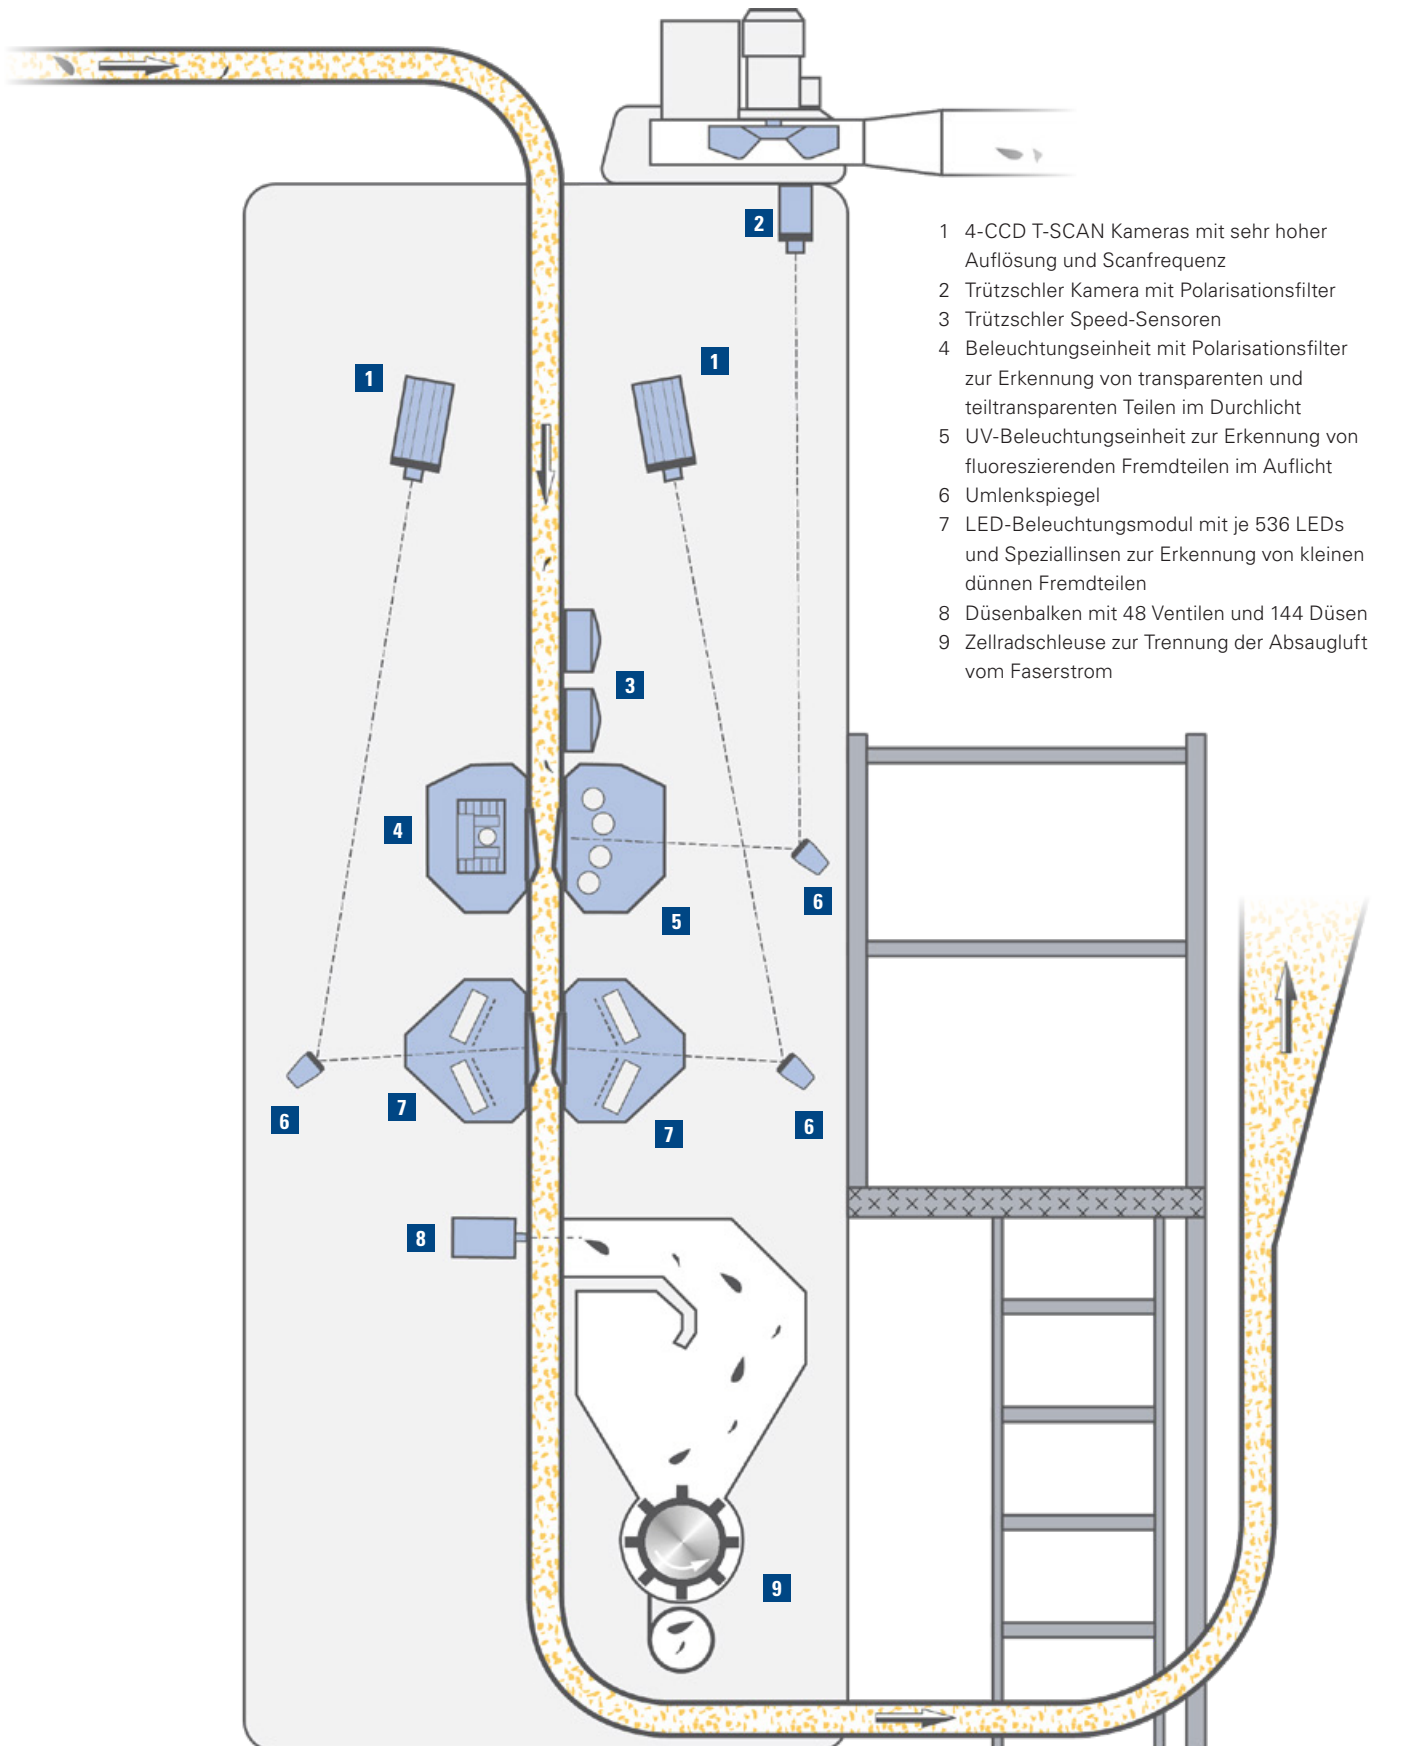 2
1 4-CCD T-SCAN Kameras mit sehr hoher
Auflösung und Scanfrequenz
2 Trützschler Kamera mit Polarisationsfilter
3 Trützschler Speed-Sensoren
4 Beleuchtungseinheit mit Polarisationsfilter
zur Erkennung von transparenten und
teiltransparenten Teilen im Durchlicht
5 UV-Beleuchtungseinheit zur Erkennung von
fluoreszierenden Fremdteilen im Auflicht
6 Umlenkspiegel
7 LED-Beleuchtungsmodul mit je 536 LEDs
und Speziallinsen zur Erkennung von kleinen
dünnen Fremdteilen
8 Düsenbalken mit 48 Ventilen und 144 Düsen
9 Zellradschleuse zur Trennung der Absaugluft
vom Faserstrom
1
1
3
4
6
5
7
6
7
6
8
9